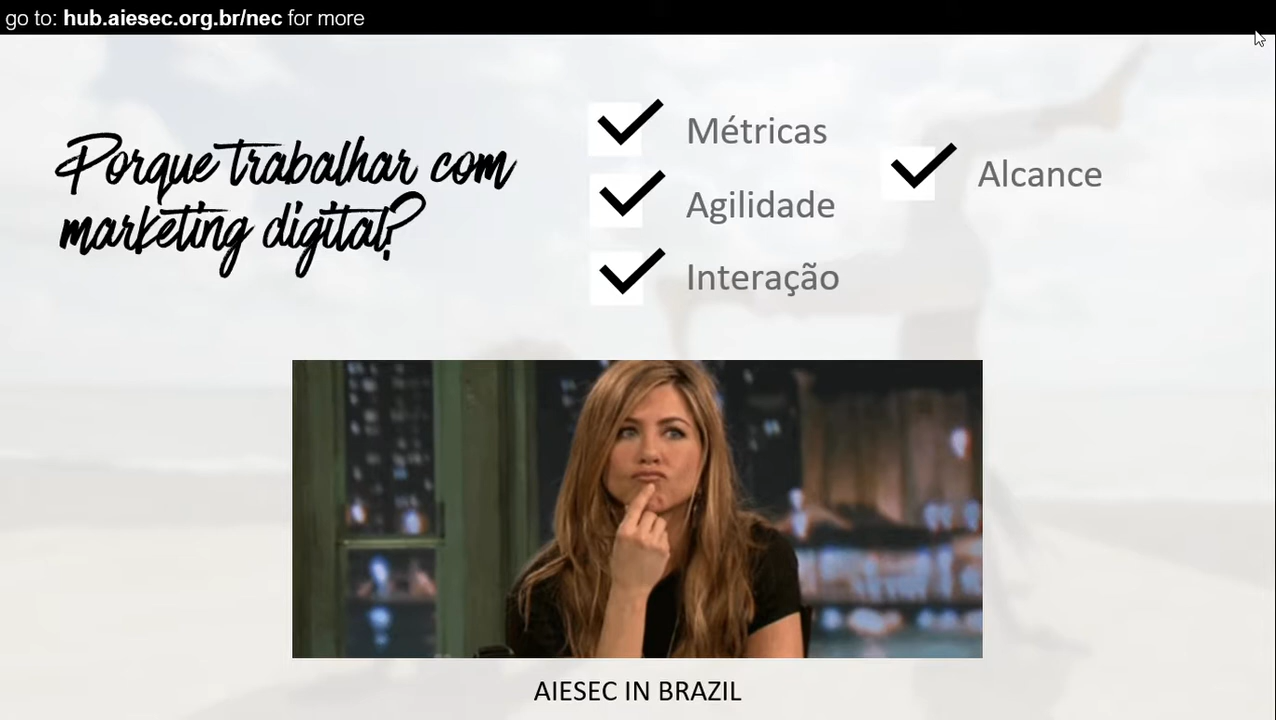 go to: hub.aiesec.org.br/nec for more
Porque trabalhar com
marketing digital?
Métricas
Agilidade
Interação
Alcance
AIESEC IN BRAZIL